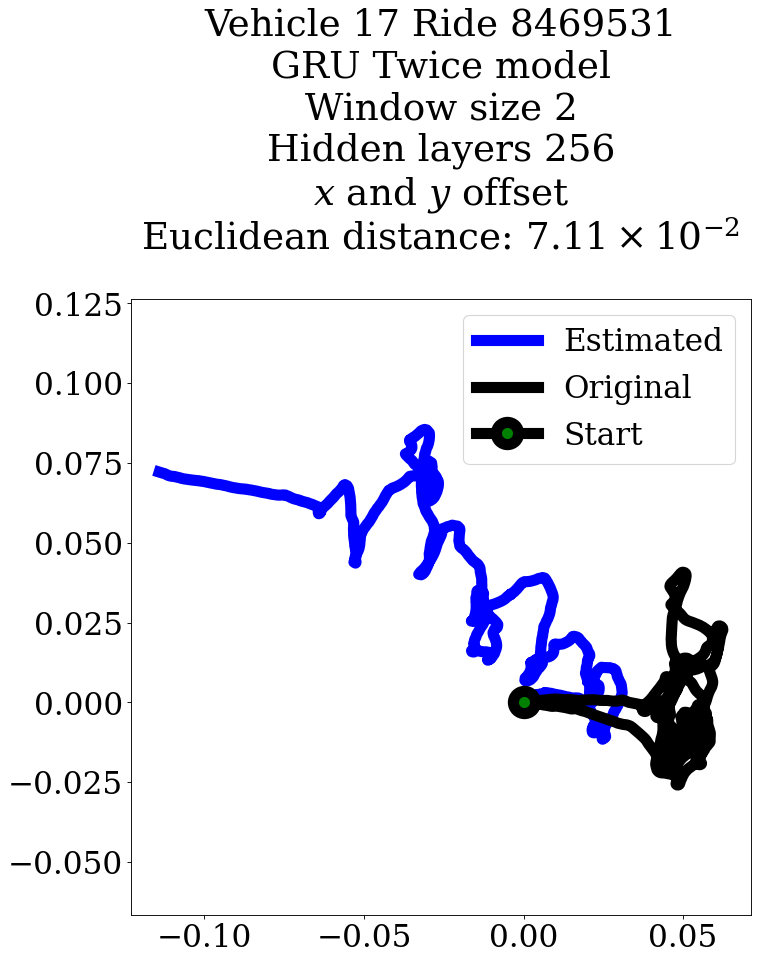 Vehicle 17 Ride 8469531
GRU Twice model
Window size 2
Hidden layers 256
x and y offset
Euclidean distance: 7.11 × 10⁻²
Estimated
Original
Start
0.125
0.100
0.075
0.050
0.025
0.000
−0.025
−0.050
−0.10 −0.05 0.00 0.05